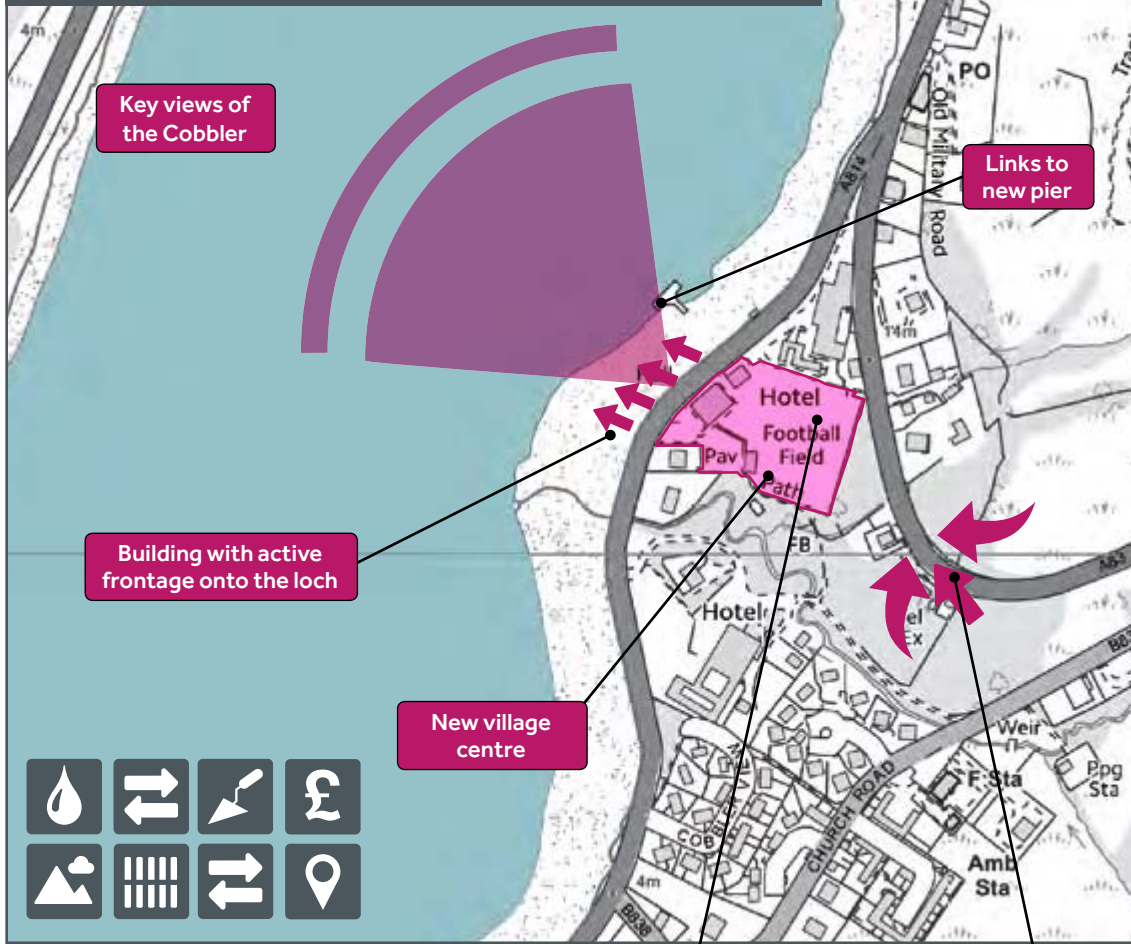 4m
Key views of
the Cobbler
PO
Old Military Road
Links to
new pier
A814
14m
Hotel
Football
Field
Pav
Path
FB
Building with active
frontage onto the loch
A83
Hotel
New village
centre
Weir
F Sta
Ppg
Sta
CHURCH ROAD
Amb
Sta
4m
B838
£